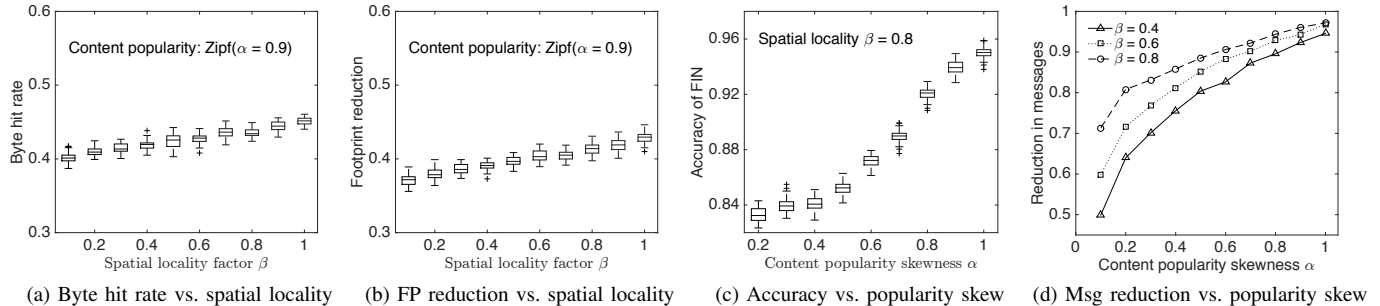 0.6
0.5
0.4
0.3
Byte hit rate
Content popularity: Zipf(α = 0.9)
0.2 0.4 0.6 0.8 1
Spatial locality factor β
(a) Byte hit rate vs. spatial locality
0.6
0.5
0.4
0.3
Footprint reduction
Content popularity: Zipf(α = 0.9)
0.2 0.4 0.6 0.8 1
Spatial locality factor β
(b) FP reduction vs. spatial locality
0.96
0.92
0.88
0.84
Accuracy of FIN
Spatial locality β = 0.8
0.2 0.4 0.6 0.8 1
Content popularity skewness α
(c) Accuracy vs. popularity skew
1
0.9
0.8
0.7
0.6
0.5
Reduction in messages
β = 0.4
β = 0.6
β = 0.8
0 0.2 0.4 0.6 0.8 1
Content popularity skewness α
(d) Msg reduction vs. popularity skew